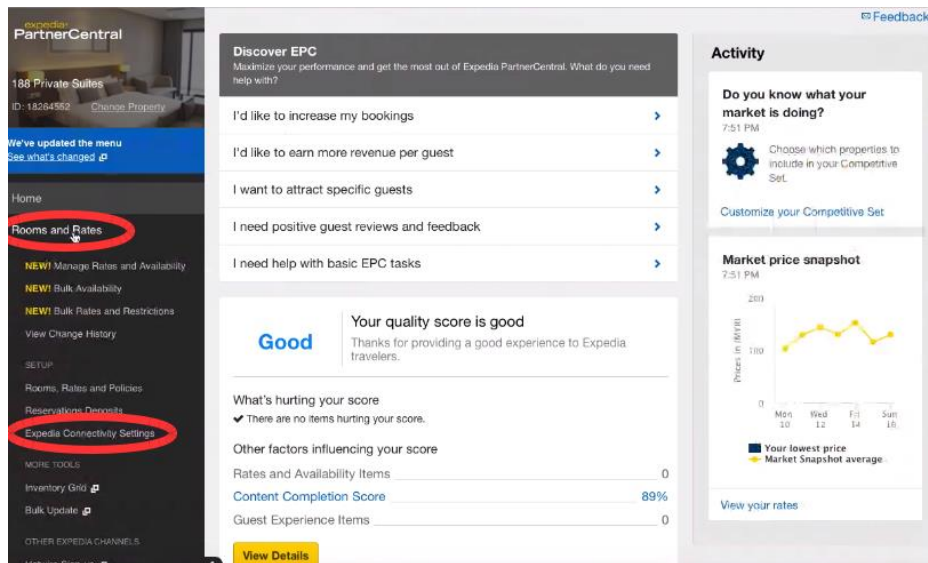 Feedback
expedia
PartnerCentral
188 Private Suites
ID: 18264552 Change Property
We've updated the menu
See what's changed
Home
Rooms and Rates
NEW! Manage Rates and Availability
NEW! Bulk Availability
NEW! Bulk Rates and Restrictions
View Change History
SETUP
Rooms, Rates and Policies
Reservations Deposits
Expedia Connectivity Settings
MORE TOOLS
Inventory Grid
Bulk Update
OTHER EXPEDIA CHANNELS
Discover EPC
Maximize your performance and get the most out of Expedia PartnerCentral. What do you need
help with?
I'd like to increase my bookings
I'd like to earn more revenue per guest
I want to attract specific guests
I need positive guest reviews and feedback
I need help with basic EPC tasks
Good
Your quality score is good
Thanks for providing a good experience to Expedia
travelers.
What's hurting your score
There are no items hurting your score.
Other factors influencing your score
Rates and Availability Items 0
Content Completion Score 89%
Guest Experience Items 0
View Details
Activity
Do you know what your
market is doing?
7:51 PM
Choose which properties to
include in your Competitive
Set.
Customize your Competitive Set
Market price snapshot
7:51 PM
Prices in (MYR)
200
100
0
Mon Wed Fri Sun
10 12 14 16
Your lowest price
Market Snapshot average
View your rates